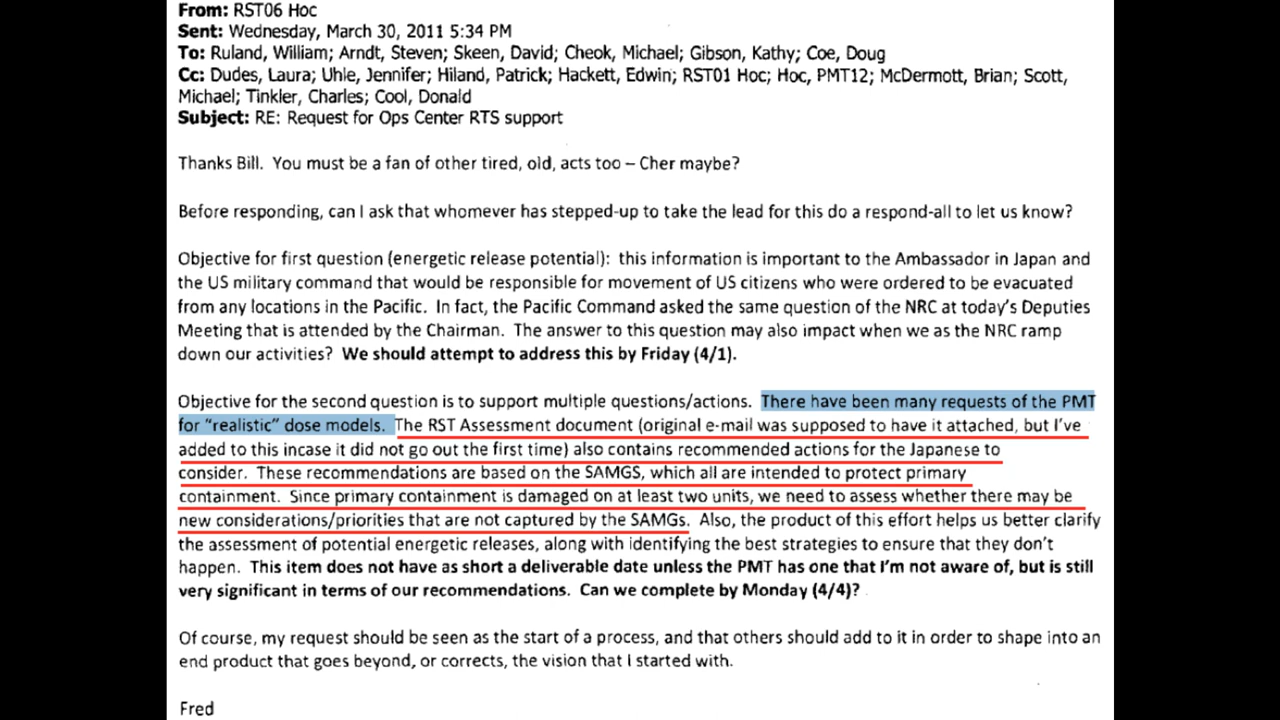 From: RST06 Hoc
Sent: Wednesday, March 30, 2011 5:34 PM
To: Ruland, William; Arndt, Steven; Skeen, David; Cheok, Michael; Gibson, Kathy; Coe, Doug
Cc: Dudes, Laura; Uhle, Jennifer; Hiland, Patrick; Hackett, Edwin; RST01 Hoc; Hoc, PMT12; McDermott, Brian; Scott,
Michael; Tinkler, Charles; Cool, Donald
Subject: RE: Request for Ops Center RTS support
Thanks Bill. You must be a fan of other tired, old, acts too – Cher maybe?
Before responding, can I ask that whomever has stepped-up to take the lead for this do a respond-all to let us know?
Objective for first question (energetic release potential): this information is important to the Ambassador in Japan and
the US military command that would be responsible for movement of US citizens who were ordered to be evacuated
from any locations in the Pacific. In fact, the Pacific Command asked the same question of the NRC at today's Deputies
Meeting that is attended by the Chairman. The answer to this question may also impact when we as the NRC ramp
down our activities? We should attempt to address this by Friday (4/1).
Objective for the second question is to support multiple questions/actions. There have been many requests of the PMT
for "realistic" dose models. The RST Assessment document (original e-mail was supposed to have it attached, but I've
added to this incase it did not go out the first time) also contains recommended actions for the Japanese to
consider. These recommendations are based on the SAMGS, which all are intended to protect primary
containment. Since primary containment is damaged on at least two units, we need to assess whether there may be
new considerations/priorities that are not captured by the SAMGs. Also, the product of this effort helps us better clarify
the assessment of potential energetic releases, along with identifying the best strategies to ensure that they don't
happen. This item does not have as short a deliverable date unless the PMT has one that I'm not aware of, but is still
very significant in terms of our recommendations. Can we complete by Monday (4/4)?
Of course, my request should be seen as the start of a process, and that others should add to it in order to shape into an
end product that goes beyond, or corrects, the vision that I started with.
Fred